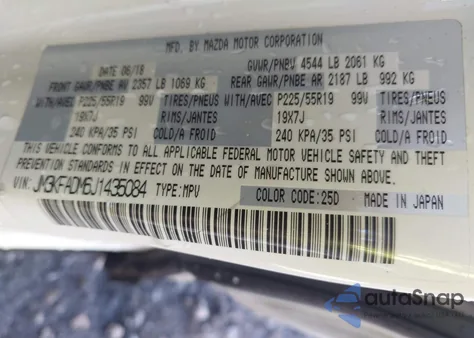 MFD. BY MAZDA MOTOR CORPORATION
DATE 06/18 GVWR/PNBV 4544 LB 2061 KG
FRONT GAWR/PNBE AV 2357 LB 1069 KG REAR GAWR/PNBE AR 2187 LB 992 KG
WITH/AVEC P225/55R19 99V TIRES/PNEUS WITH/AVEC P225/55R19 99V TIRES/PNEUS
19X7J RIMS/JANTES 19X7J RIMS/JANTES
240 KPA/35 PSI COLD/A FROID 240 KPA/35 PSI COLD/A FROID
THIS VEHICLE CONFORMS TO ALL APPLICABLE FEDERAL MOTOR VEHICLE SAFETY AND THEFT
PREVENTION STANDARDS IN EFFECT ON THE DATE OF MANUFACTURE SHOWN ABOVE.
VIN: JM3KFADM5J1435084 TYPE: MPV COLOR CODE: 25D MADE IN JAPAN
autoSnap